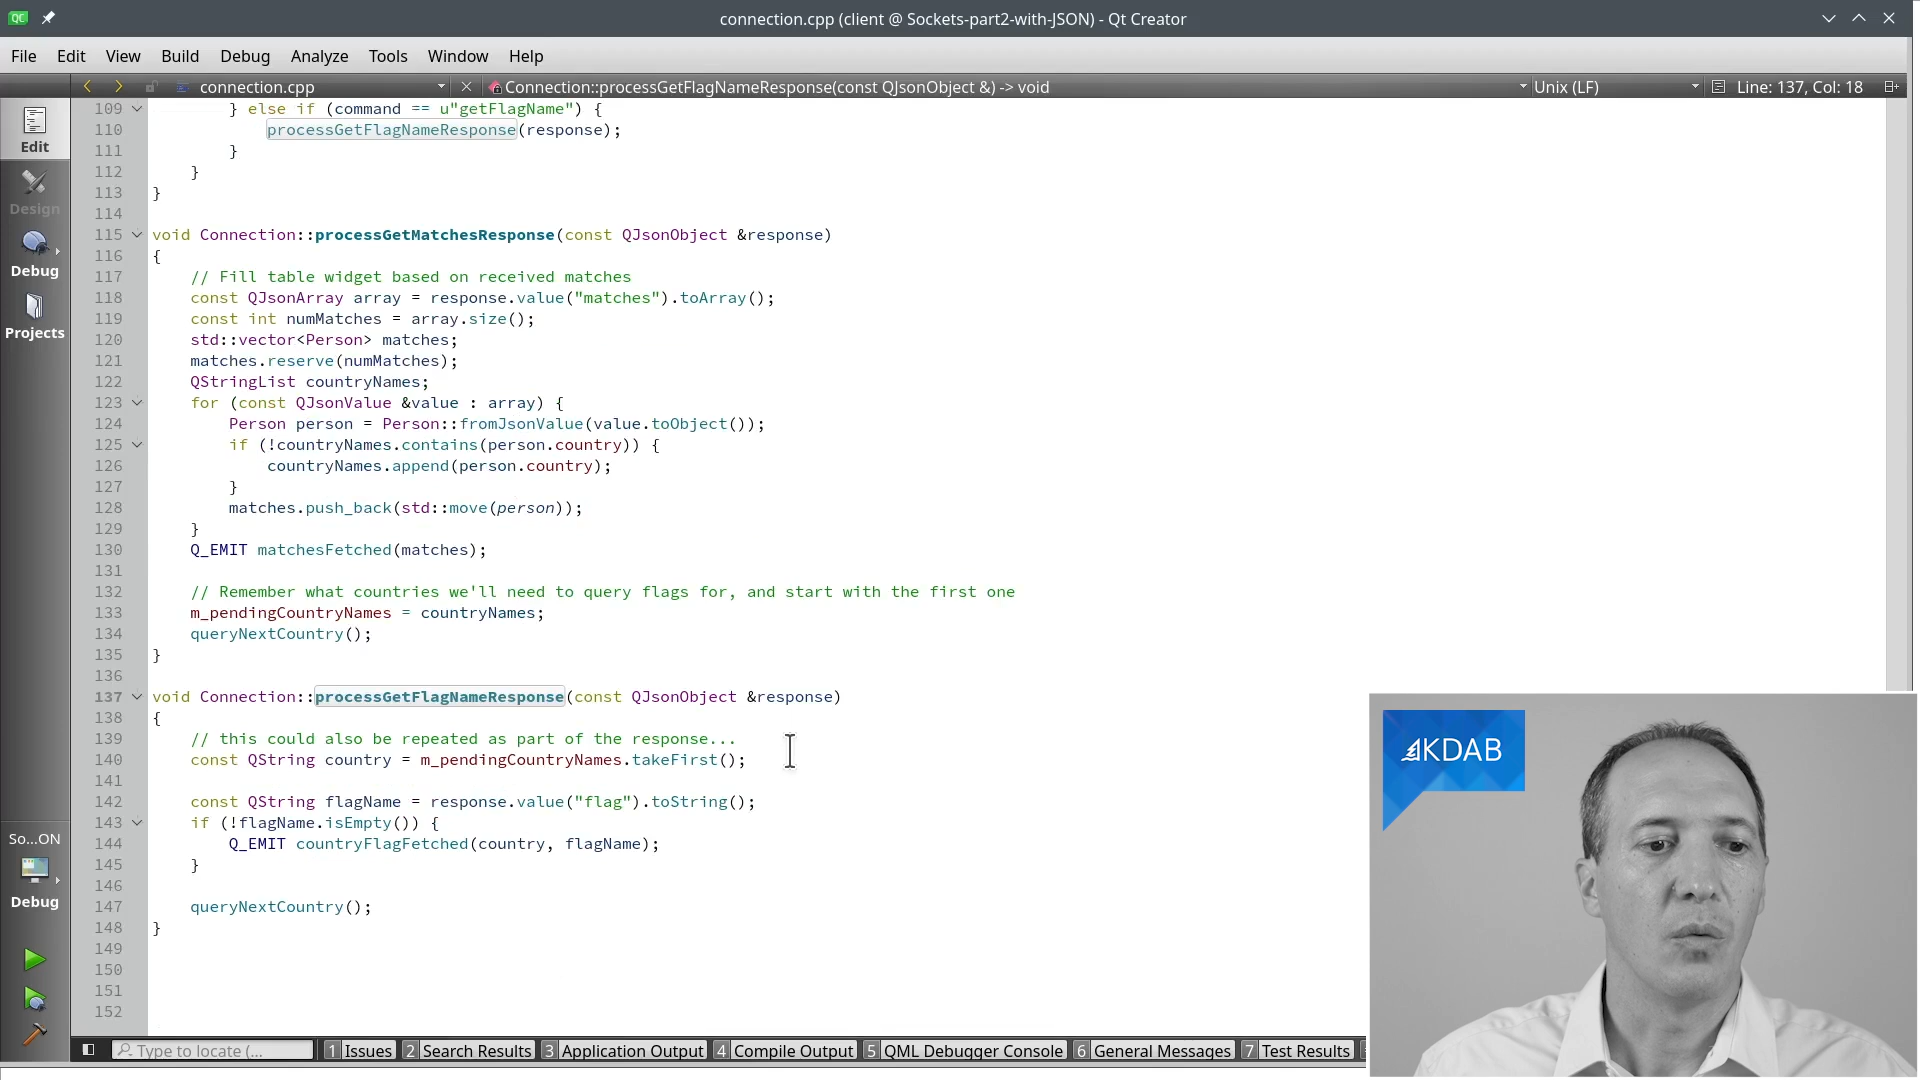 QC
connection.cpp (client @ Sockets-part2-with-JSON) - Qt Creator
File Edit View Build Debug Analyze Tools Window Help
connection.cpp
Connection::processGetFlagNameResponse(const QJsonObject &) -> void
Unix (LF)
Line: 137, Col: 18
Edit
Design
Debug
Projects
So...ON
Debug
109 } else if (command == u"getFlagName") {
110 processGetFlagNameResponse(response);
111 }
112 }
113 }
114
115 void Connection::processGetMatchesResponse(const QJsonObject &response)
116 {
117 // Fill table widget based on received matches
118 const QJsonArray array = response.value("matches").toArray();
119 const int numMatches = array.size();
120 std::vector<Person> matches;
121 matches.reserve(numMatches);
122 QStringList countryNames;
123 for (const QJsonValue &value : array) {
124 Person person = Person::fromJsonValue(value.toObject());
125 if (!countryNames.contains(person.country)) {
126 countryNames.append(person.country);
127 }
128 matches.push_back(std::move(person));
129 }
130 Q_EMIT matchesFetched(matches);
131
132 // Remember what countries we'll need to query flags for, and start with the first one
133 m_pendingCountryNames = countryNames;
134 queryNextCountry();
135 }
136
137 void Connection::processGetFlagNameResponse(const QJsonObject &response)
138 {
139 // this could also be repeated as part of the response...
140 const QString country = m_pendingCountryNames.takeFirst();
141
142 const QString flagName = response.value("flag").toString();
143 if (!flagName.isEmpty()) {
144 Q_EMIT countryFlagFetched(country, flagName);
145 }
146
147 queryNextCountry();
148 }
149
150
151
152
KDAB
Type to locate (...
1 Issues 2 Search Results 3 Application Output 4 Compile Output 5 QML Debugger Console 6 General Messages 7 Test Results